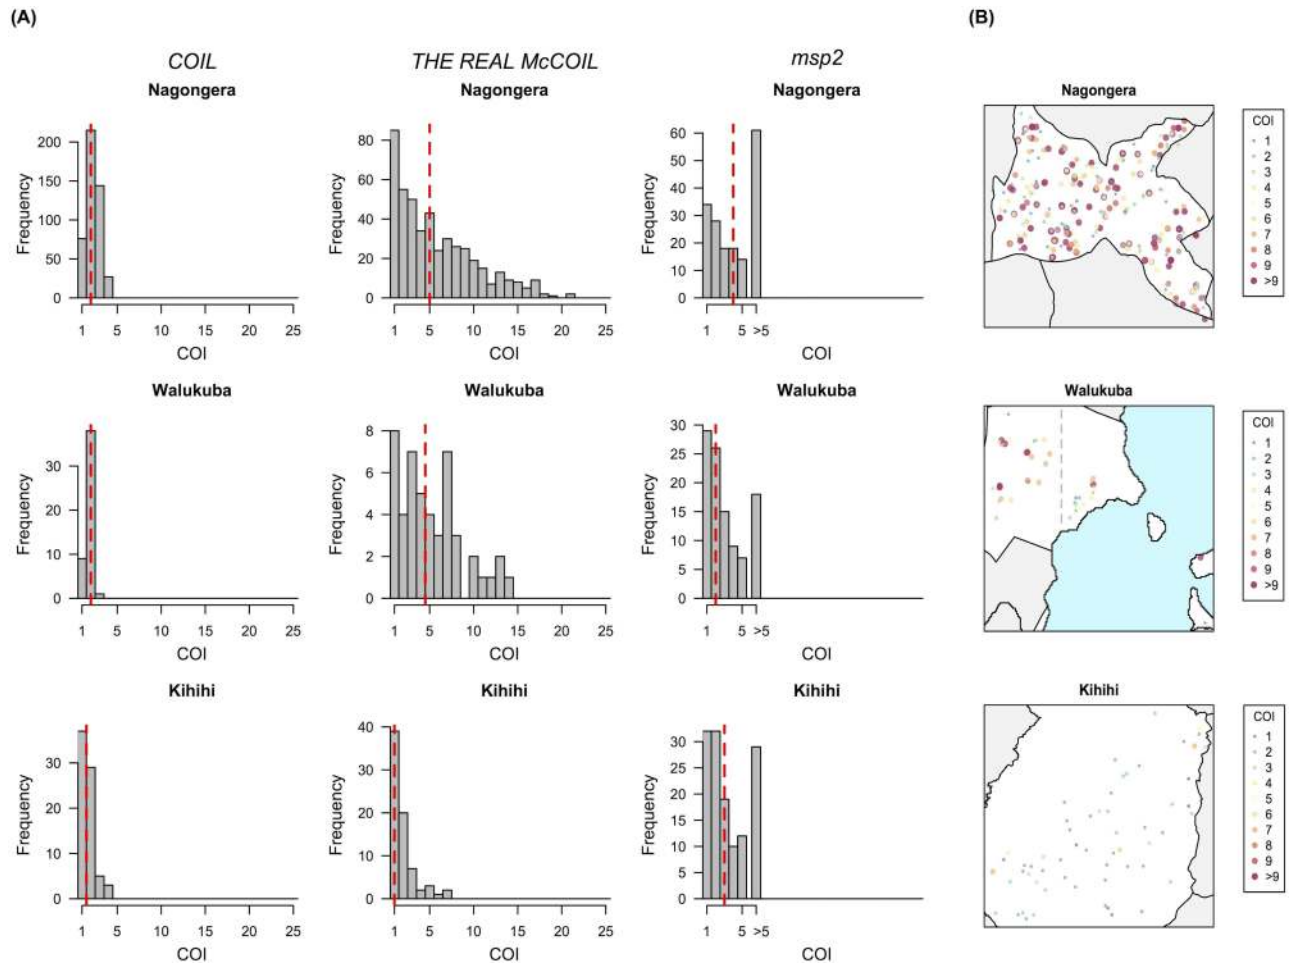 (A)
(B)
COIL
THE REAL McCOIL
msp2
Nagongera
Nagongera
Nagongera
Nagongera
Frequency
200
150
100
50
0
1 5 10 15 20 25
COI
Frequency
80
60
40
20
0
1 5 10 15 20 25
COI
Frequency
60
50
40
30
20
10
0
1 5 >5
COI
COI
1
2
3
4
5
6
7
8
9
>9
Walukuba
Walukuba
Walukuba
Walukuba
Frequency
30
20
10
0
1 5 10 15 20 25
COI
Frequency
8
6
4
2
0
1 5 10 15 20 25
COI
Frequency
30
25
20
15
10
5
0
1 5 >5
COI
COI
1
2
3
4
5
6
7
8
9
>9
Kihihi
Kihihi
Kihihi
Kihihi
Frequency
30
20
10
0
1 5 10 15 20 25
COI
Frequency
40
30
20
10
0
1 5 10 15 20 25
COI
Frequency
30
25
20
15
10
5
0
1 5 >5
COI
COI
1
2
3
4
5
6
7
8
9
>9